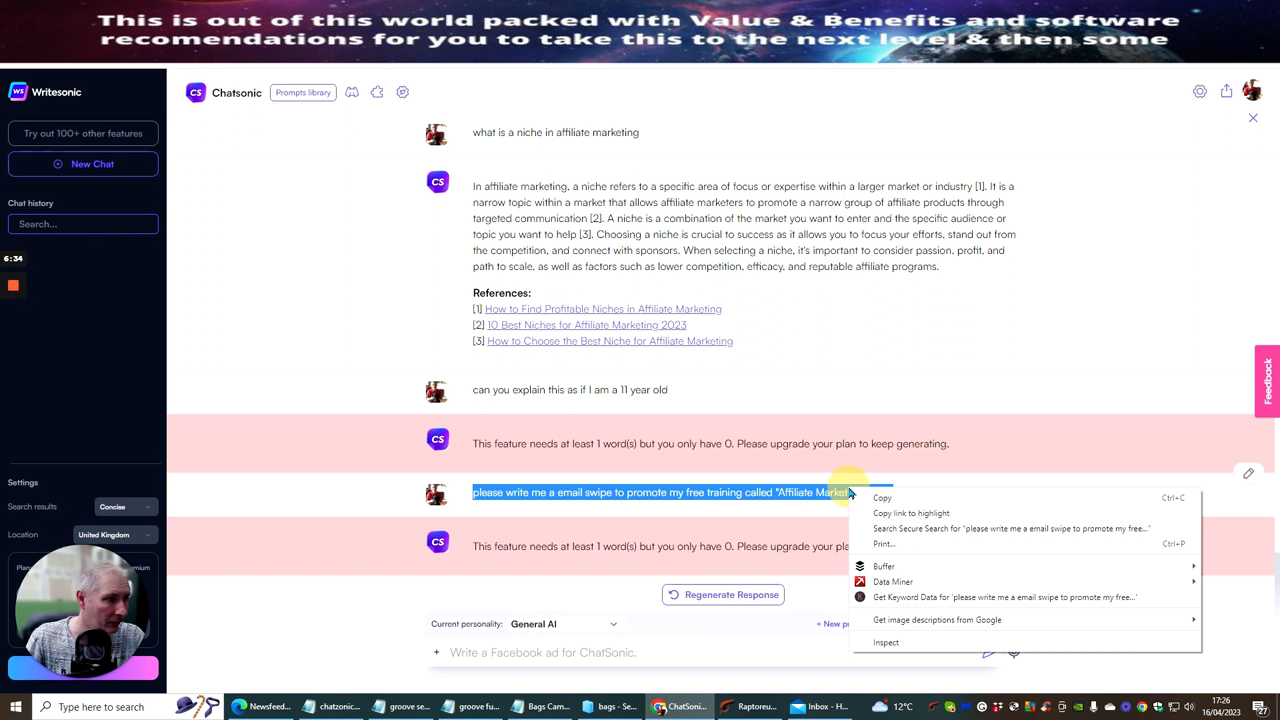 This is out of this world packed with Value & Benefits and software
recomendations for you to take this to the next level & then some
WS Writesonic
Try out 100+ other features
New Chat
Chat history
Search...
6:34
CS Chatsonic
Prompts library
what is a niche in affiliate marketing
CS
In affiliate marketing, a niche refers to a specific area of focus or expertise within a larger market or industry [1]. It is a
narrow topic within a market that allows affiliate marketers to promote a narrow group of affiliate products through
targeted communication [2]. A niche is a combination of the market you want to enter and the specific audience or
topic you want to help [3]. Choosing a niche is crucial to success as it allows you to focus your efforts, stand out from
the competition, and connect with sponsors. When selecting a niche, it's important to consider passion, profit, and
path to scale, as well as factors such as lower competition, efficacy, and reputable affiliate programs.
References:
[1] How to Find Profitable Niches in Affiliate Marketing
[2] 10 Best Niches for Affiliate Marketing 2023
[3] How to Choose the Best Niche for Affiliate Marketing
can you explain this as if I am a 11 year old
CS
This feature needs at least 1 word(s) but you only have 0. Please upgrade your plan to keep generating.
please write me a email swipe to promote my free training called "Affiliate Market
CS
This feature needs at least 1 word(s) but you only have 0. Please upgrade your pla
Copy Ctrl+C
Copy link to highlight
Search Secure Search for "please write me a email swipe to promote my free..."
Print... Ctrl+P
Buffer
Data Miner
Get Keyword Data for 'please write me a email swipe to promote my free...'
Get image descriptions from Google
Inspect
Regenerate Response
Current personality: General AI
+ New p
+ Write a Facebook ad for ChatSonic.
Feedback
Settings
Search results Concise
Location United Kingdom
Plan
mium
Type here to search
Newsfeed...
chatzonic...
groove se...
groove fu...
Bags Cam...
bags - Se...
ChatSoni...
Raptoreu...
Inbox - H...
12°C
17:26
16/04/2023